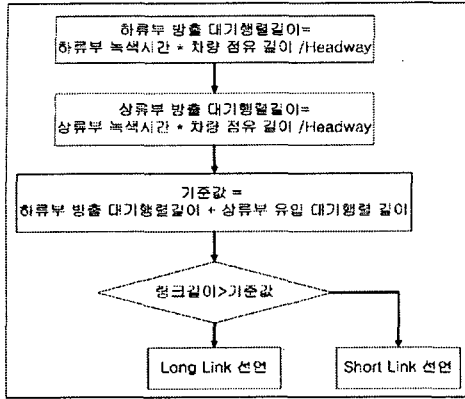 하류부 방출 대기행렬길이=
하류부 녹색시간 * 차량 점유 길이 /Headway
상류부 방출 대기행렬길이=
상류부 녹색시간 * 차량 점유 길이 /Headway
기준값 =
하류부 방출 대기행렬길이 + 상류부 유입 대기행렬 길이
링크길이>기준값
Long Link 선언
Short Link 선언